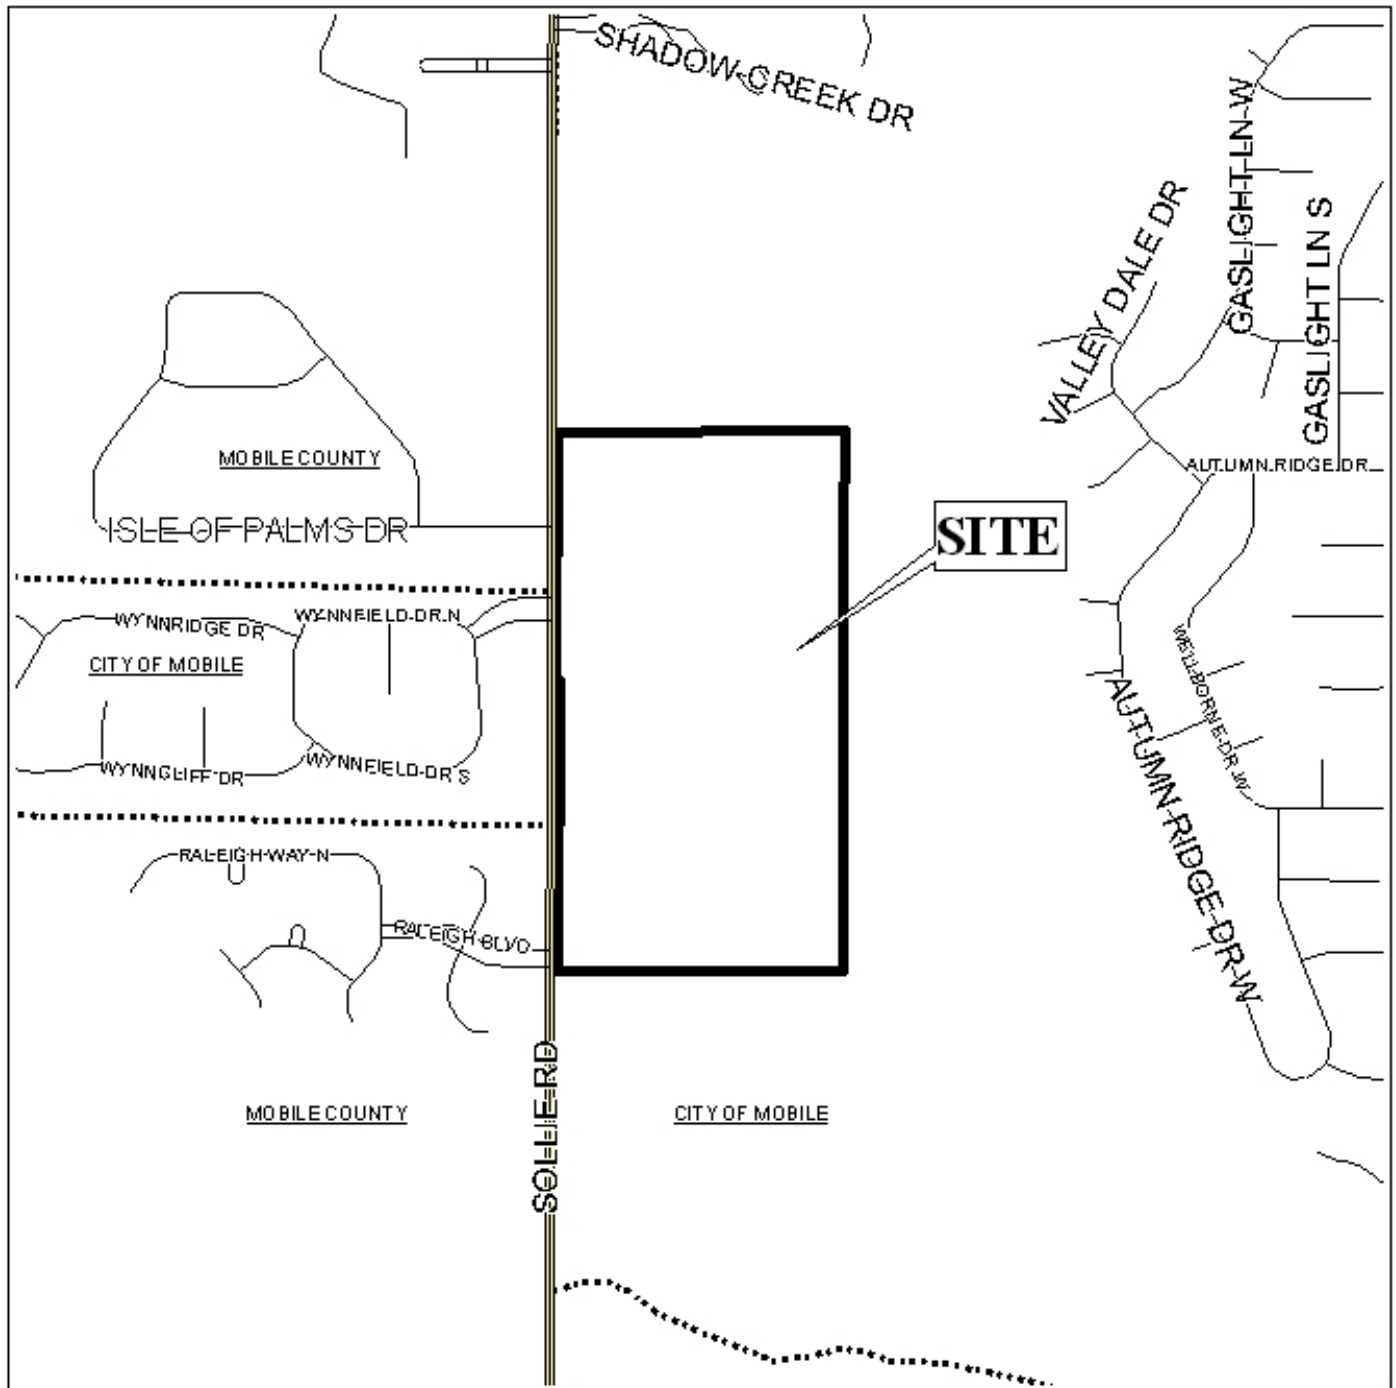 SHADOW CREEK DR
GASLIGHT LN W
VALLEY DALE DR
GASLIGHT LN S
MOBILE COUNTY
AUTUMN RIDGE DR
ISLE OF PALMS DR
SITE
WYNNRIDGE DR
WYNNFIELD DR N
CITY OF MOBILE
WELLBORNE DR W
AUTUMN RIDGE DR W
WYNNCLIFF DR
WYNNFIELD DR S
RALEIGH WAY N
RALEIGH BLVD
SOLLIE RD
MOBILE COUNTY
CITY OF MOBILE